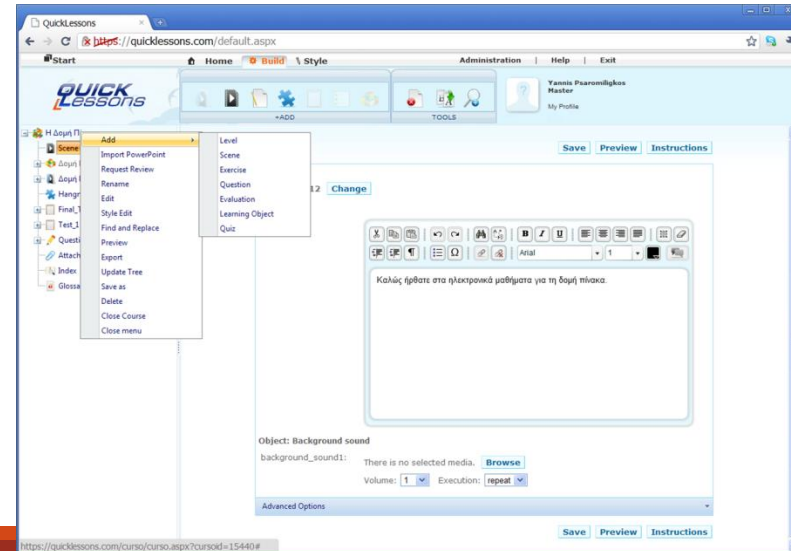 QuickLessons
https://quicklessons.com/default.aspx
Start Home Build Style Administration | Help | Exit
QUICK
Lessons
+ADD
TOOLS
Yannis Psaromiligkos
Master
My Profile
Η Δομή Π
Scene
Δομή
Δομή
Hangr
Final_T
Test_1
Questi
Attach
Index
Glossa
Add
Import PowerPoint
Request Review
Rename
Edit
Style Edit
Find and Replace
Preview
Export
Update Tree
Save as
Delete
Close Course
Close menu
Level
Scene
Exercise
Question
Evaluation
Learning Object
Quiz
Save Preview Instructions
12 Change
Arial 1
Καλώς ήρθατε στα ηλεκτρονικά μαθήματα για τη δομή πίνακα.
Object: Background sound
background_sound1: There is no selected media. Browse
Volume: 1 Execution: repeat
Advanced Options
Save Preview Instructions
https://quicklessons.com/curso/curso.aspx?cursoid=15440#